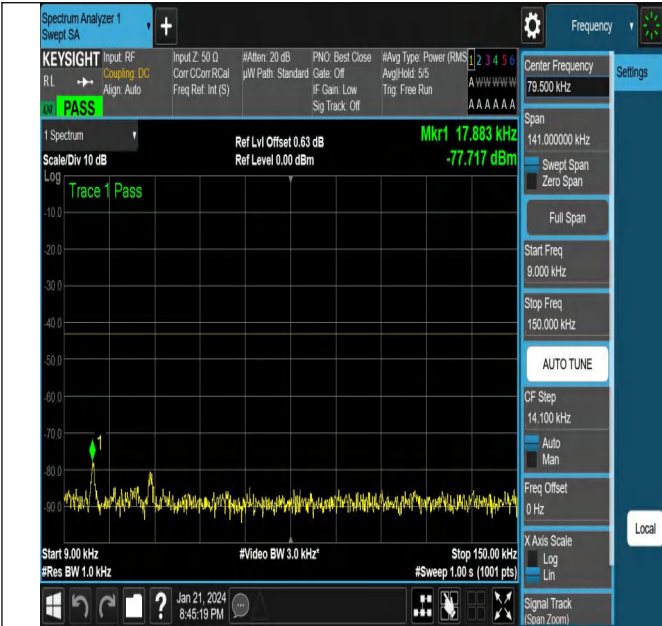 Spectrum Analyzer 1
Swept SA
+
Frequency
KEYSIGHT
RL
PASS
Input: RF
Coupling: DC
Align: Auto
Input Z: 50 Ω
Corr CCorr RCal
Freq Ref: Int (S)
#Atten: 20 dB
µW Path: Standard
PNO: Best Close
Gate: Off
IF Gain: Low
Sig Track: Off
#Avg Type: Power (RMS
Avg|Hold: 5/5
Trig: Free Run
1 2 3 4 5 6
A W W W W W
A A A A A A
1 Spectrum
Scale/Div 10 dB
Log
Ref Lvl Offset 0.63 dB
Ref Level 0.00 dBm
Mkr1 17.883 kHz
-77.717 dBm
Trace 1 Pass
-10.0
-20.0
-30.0
-40.0
-50.0
-60.0
-70.0
-80.0
-90.0
1
Start 9.00 kHz
#Res BW 1.0 kHz
#Video BW 3.0 kHz*
Stop 150.00 kHz
#Sweep 1.00 s (1001 pts)
?
Jan 21, 2024
8:45:19 PM
Center Frequency
79.500 kHz
Settings
Span
141.000000 kHz
Swept Span
Zero Span
Full Span
Start Freq
9.000 kHz
Stop Freq
150.000 kHz
AUTO TUNE
CF Step
14.100 kHz
Auto
Man
Freq Offset
0 Hz
X Axis Scale
Log
Lin
Local
Signal Track
(Span Zoom)